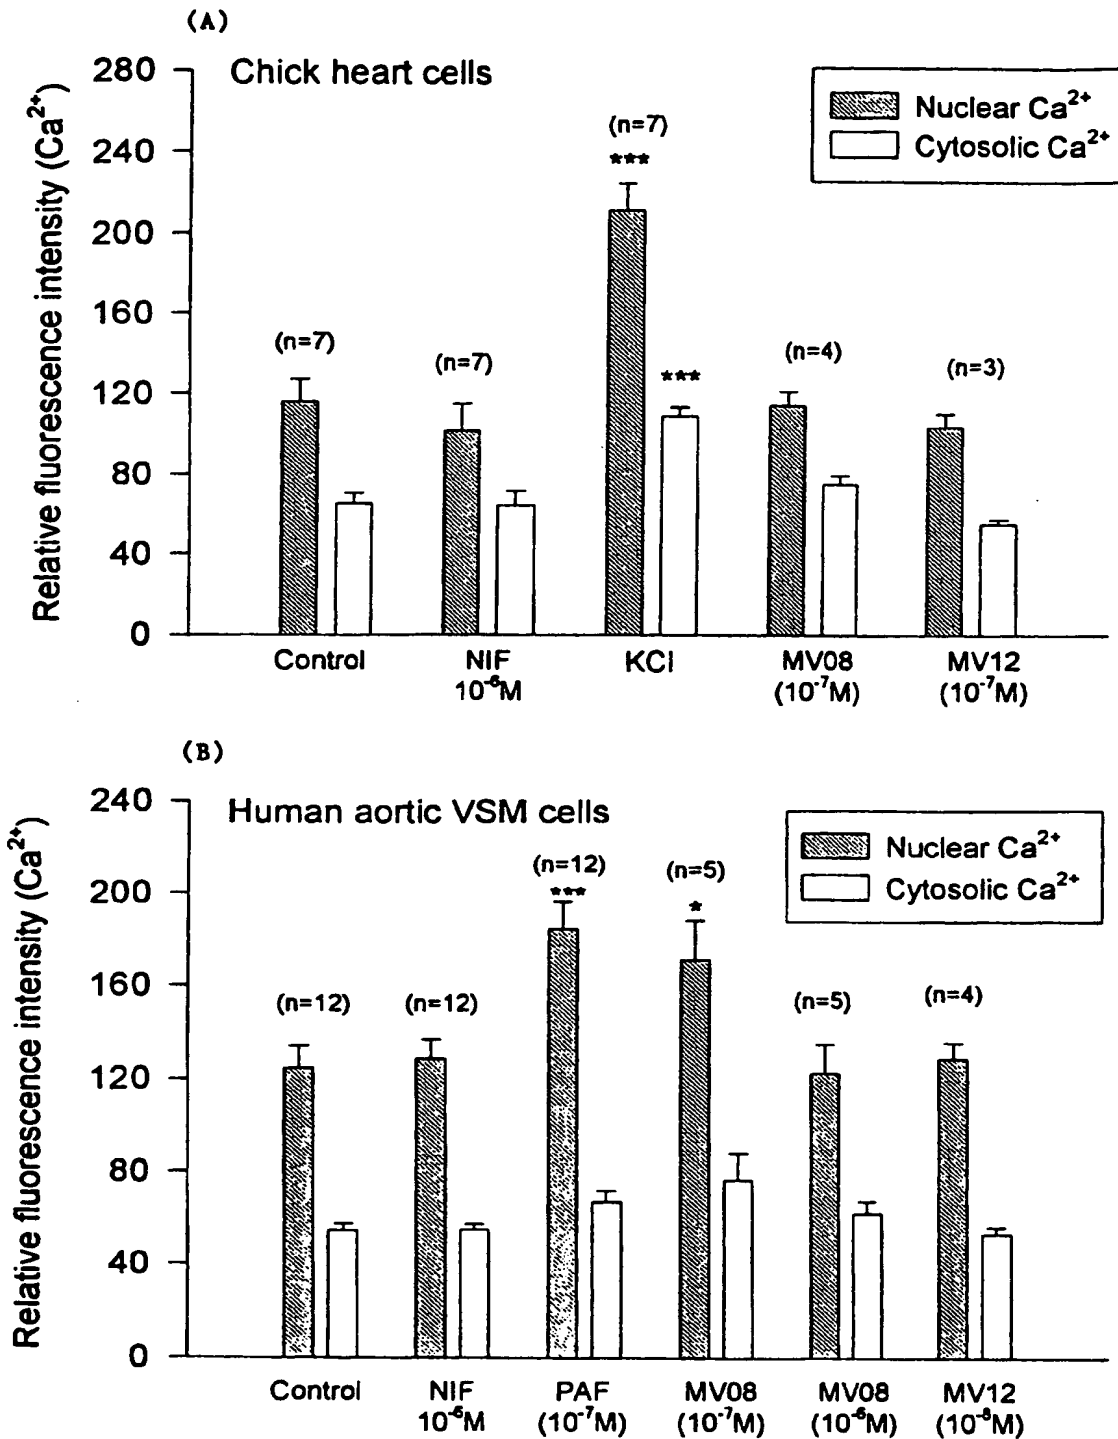 (A)
Chick heart cells
Relative fluorescence intensity (Ca²⁺)
280
240
200
160
120
80
40
0
Nuclear Ca²⁺
Cytosolic Ca²⁺
(n=7)
(n=7)
(n=7)
***
***
(n=4)
(n=3)
Control
NIF
10⁻⁶M
KCl
MV08
(10⁻⁷M)
MV12
(10⁻⁷M)
(B)
Human aortic VSM cells
Relative fluorescence intensity (Ca²⁺)
240
200
160
120
80
40
0
Nuclear Ca²⁺
Cytosolic Ca²⁺
(n=12)
(n=12)
(n=12)
***
(n=5)
*
(n=5)
(n=4)
Control
NIF
10⁻⁶M
PAF
(10⁻⁷M)
MV08
(10⁻⁷M)
MV08
(10⁻⁶M)
MV12